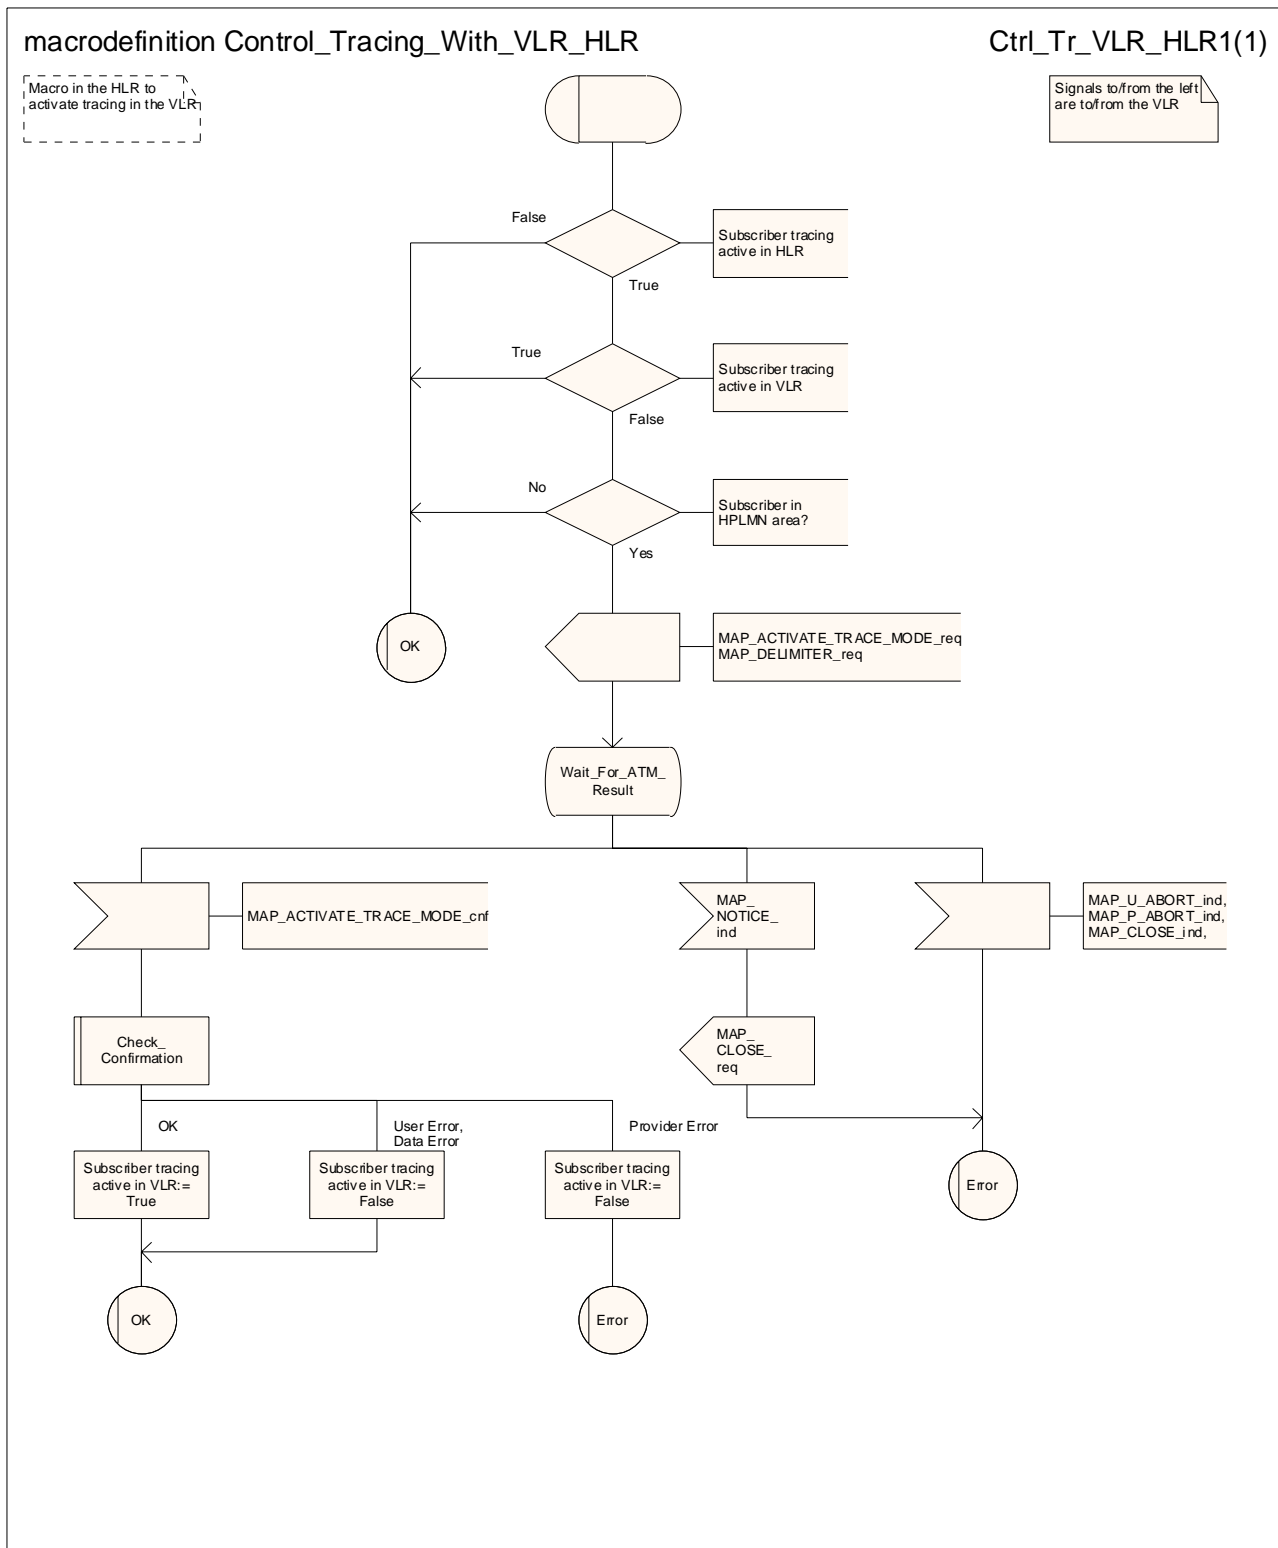 macrodefinition Control_Tracing_With_VLR_HLR
Ctrl_Tr_VLR_HLR1(1)
Macro in the HLR to
activate tracing in the VLR
Signals to/from the left
are to/from the VLR
False
Subscriber tracing
active in HLR
True
True
Subscriber tracing
active in VLR
False
No
Subscriber in
HPLMN area?
Yes
OK
MAP_ACTIVATE_TRACE_MODE_req
MAP_DELIMITER_req
Wait_For_ATM_
Result
MAP_ACTIVATE_TRACE_MODE_cnf
MAP_
NOTICE_
ind
MAP_U_ABORT_ind,
MAP_P_ABORT_ind,
MAP_CLOSE_ind,
Check_
Confirmation
MAP_
CLOSE_
req
OK
User Error,
Data Error
Provider Error
Subscriber tracing
active in VLR:=
True
Subscriber tracing
active in VLR:=
False
Subscriber tracing
active in VLR:=
False
Error
OK
Error